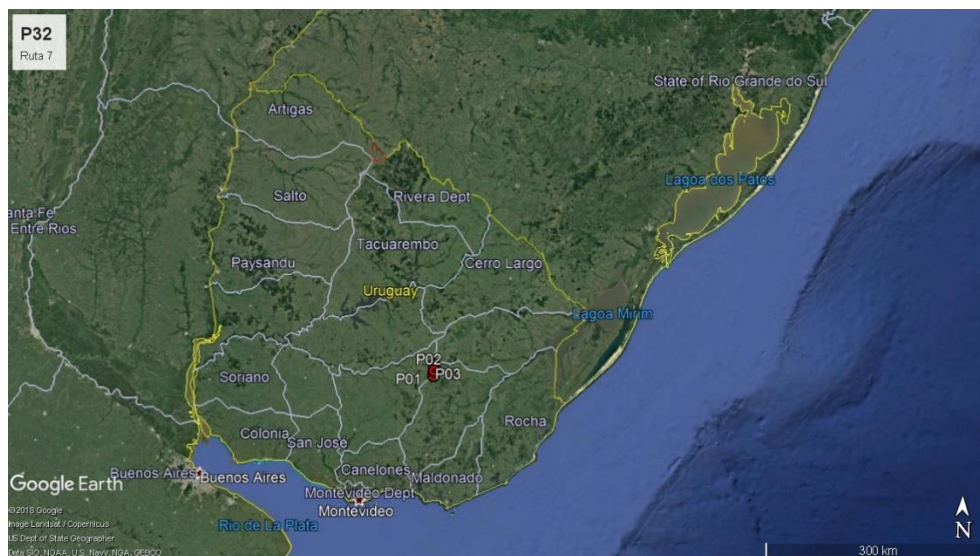 P32
Ruta 7
State of Rio Grande do Sul
Artigas
Lagoa dos Patos
Salto
Rivera Dept
anta Fe
Entre Rios
Tacuarembo
Paysandu
Cerro Largo
Uruguay
Lagoa Mirim
P02
P01
P03
Soriano
Rocha
Colonia
San José
Canelones
Maldonado
Buenos Aires
Buenos Aires
Montevideo Dept
Montevideo
Google Earth
©2018 Google
Image Landsat / Copernicus
US Dept of State Geographer
Data SIO, NOAA, U.S. Navy, NGA, GEBCO
Rio de La Plata
N
300 km